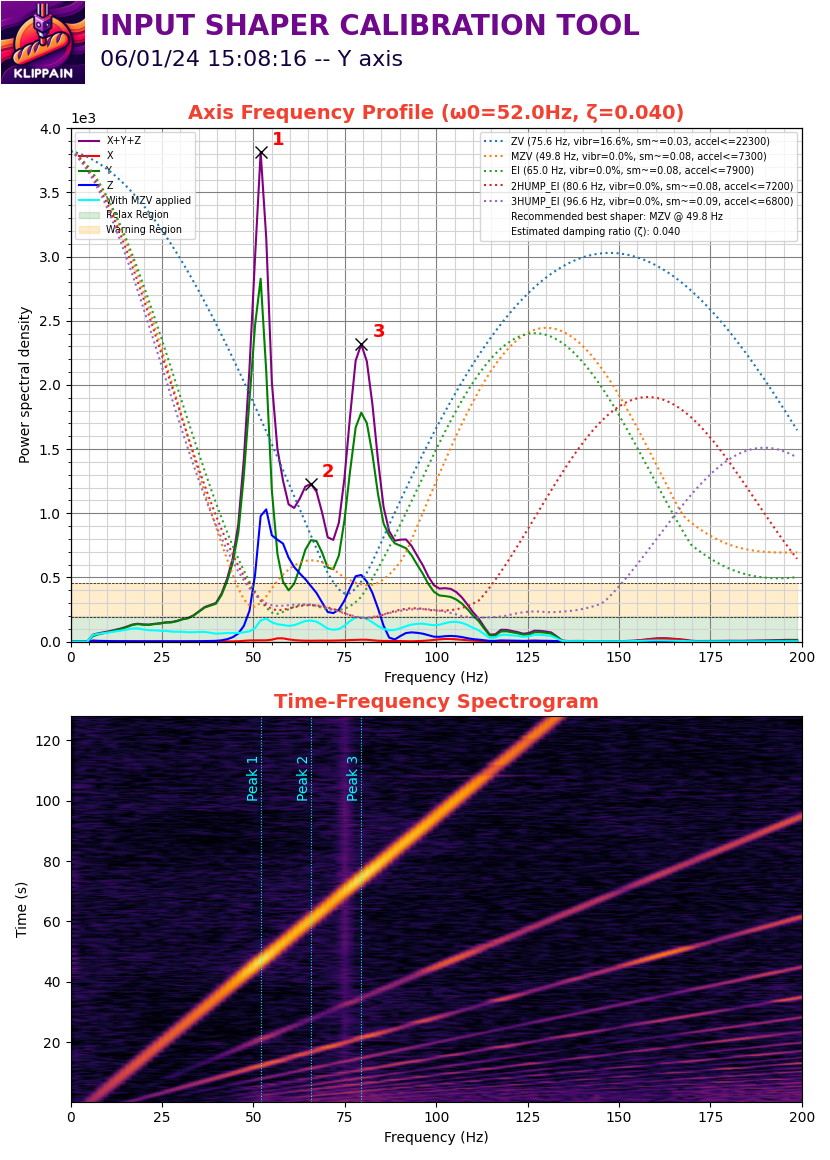 KLIPPAIN
INPUT SHAPER CALIBRATION TOOL
06/01/24 15:08:16 -- Y axis
Axis Frequency Profile (ω0=52.0Hz, ζ=0.040)
1e3
4.0
3.0
2.5
2.0
1.5
1.0
0.5
0.0
Power spectral density
X+Y+Z
X
Y
Z
With MZV applied
Relax Region
Warning Region
1
2
3
ZV (75.6 Hz, vibr=16.6%, sm~=0.03, accel<=22300)
MZV (49.8 Hz, vibr=0.0%, sm~=0.08, accel<=7300)
EI (65.0 Hz, vibr=0.0%, sm~=0.08, accel<=7900)
2HUMP_EI (80.6 Hz, vibr=0.0%, sm~=0.08, accel<=7200)
3HUMP_EI (96.6 Hz, vibr=0.0%, sm~=0.09, accel<=6800)
Recommended best shaper: MZV @ 49.8 Hz
Estimated damping ratio (ζ): 0.040
0 25 50 75 100 125 150 175 200
Frequency (Hz)
Time-Frequency Spectrogram
120
100
80
60
40
20
Time (s)
Peak 1
Peak 2
Peak 3
0 25 50 75 100 125 150 175 200
Frequency (Hz)